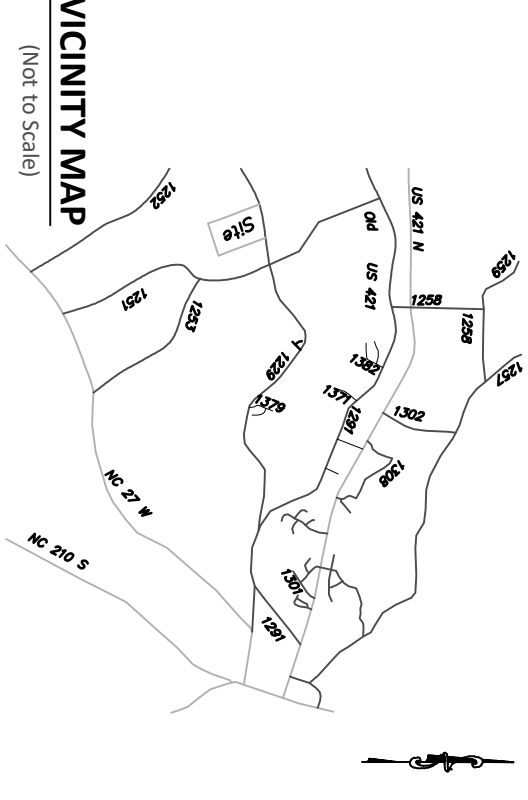 VICINITY MAP
(Not to Scale)
US 421 N
Old US 421
1259
1258
1258
1257
1252
Site
1251
1253
1229
1382
1371
1291
1302
1379
1308
NC 27 W
NC 210 S
1301
1291